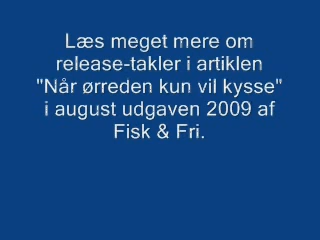 Læs meget mere om
release-takler i artiklen
"Når ørreden kun vil kysse"
i august udgaven 2009 af
Fisk & Fri.